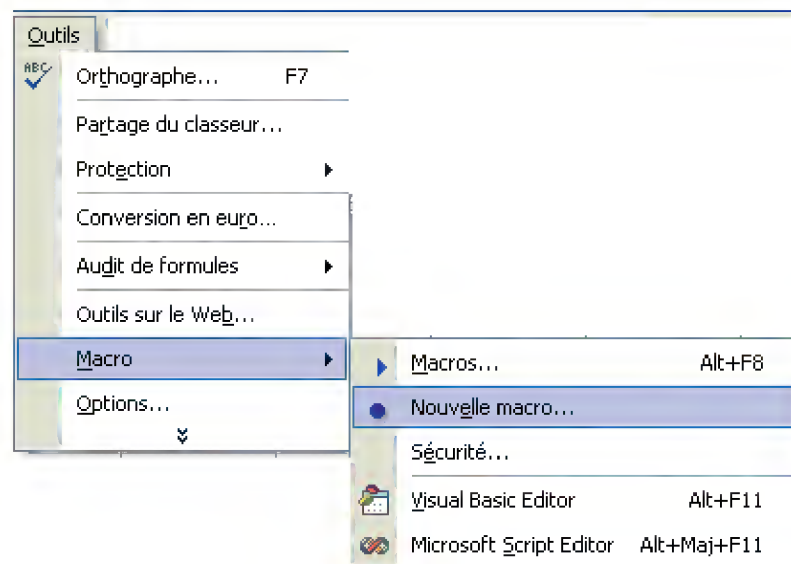 Outils
ABC
Orthographe... F7
Partage du classeur...
Protection
Conversion en euro...
Audit de formules
Outils sur le Web...
Macro
Options...
Macros... Alt+F8
Nouvelle macro...
Sécurité...
Visual Basic Editor Alt+F11
Microsoft Script Editor Alt+Maj+F11